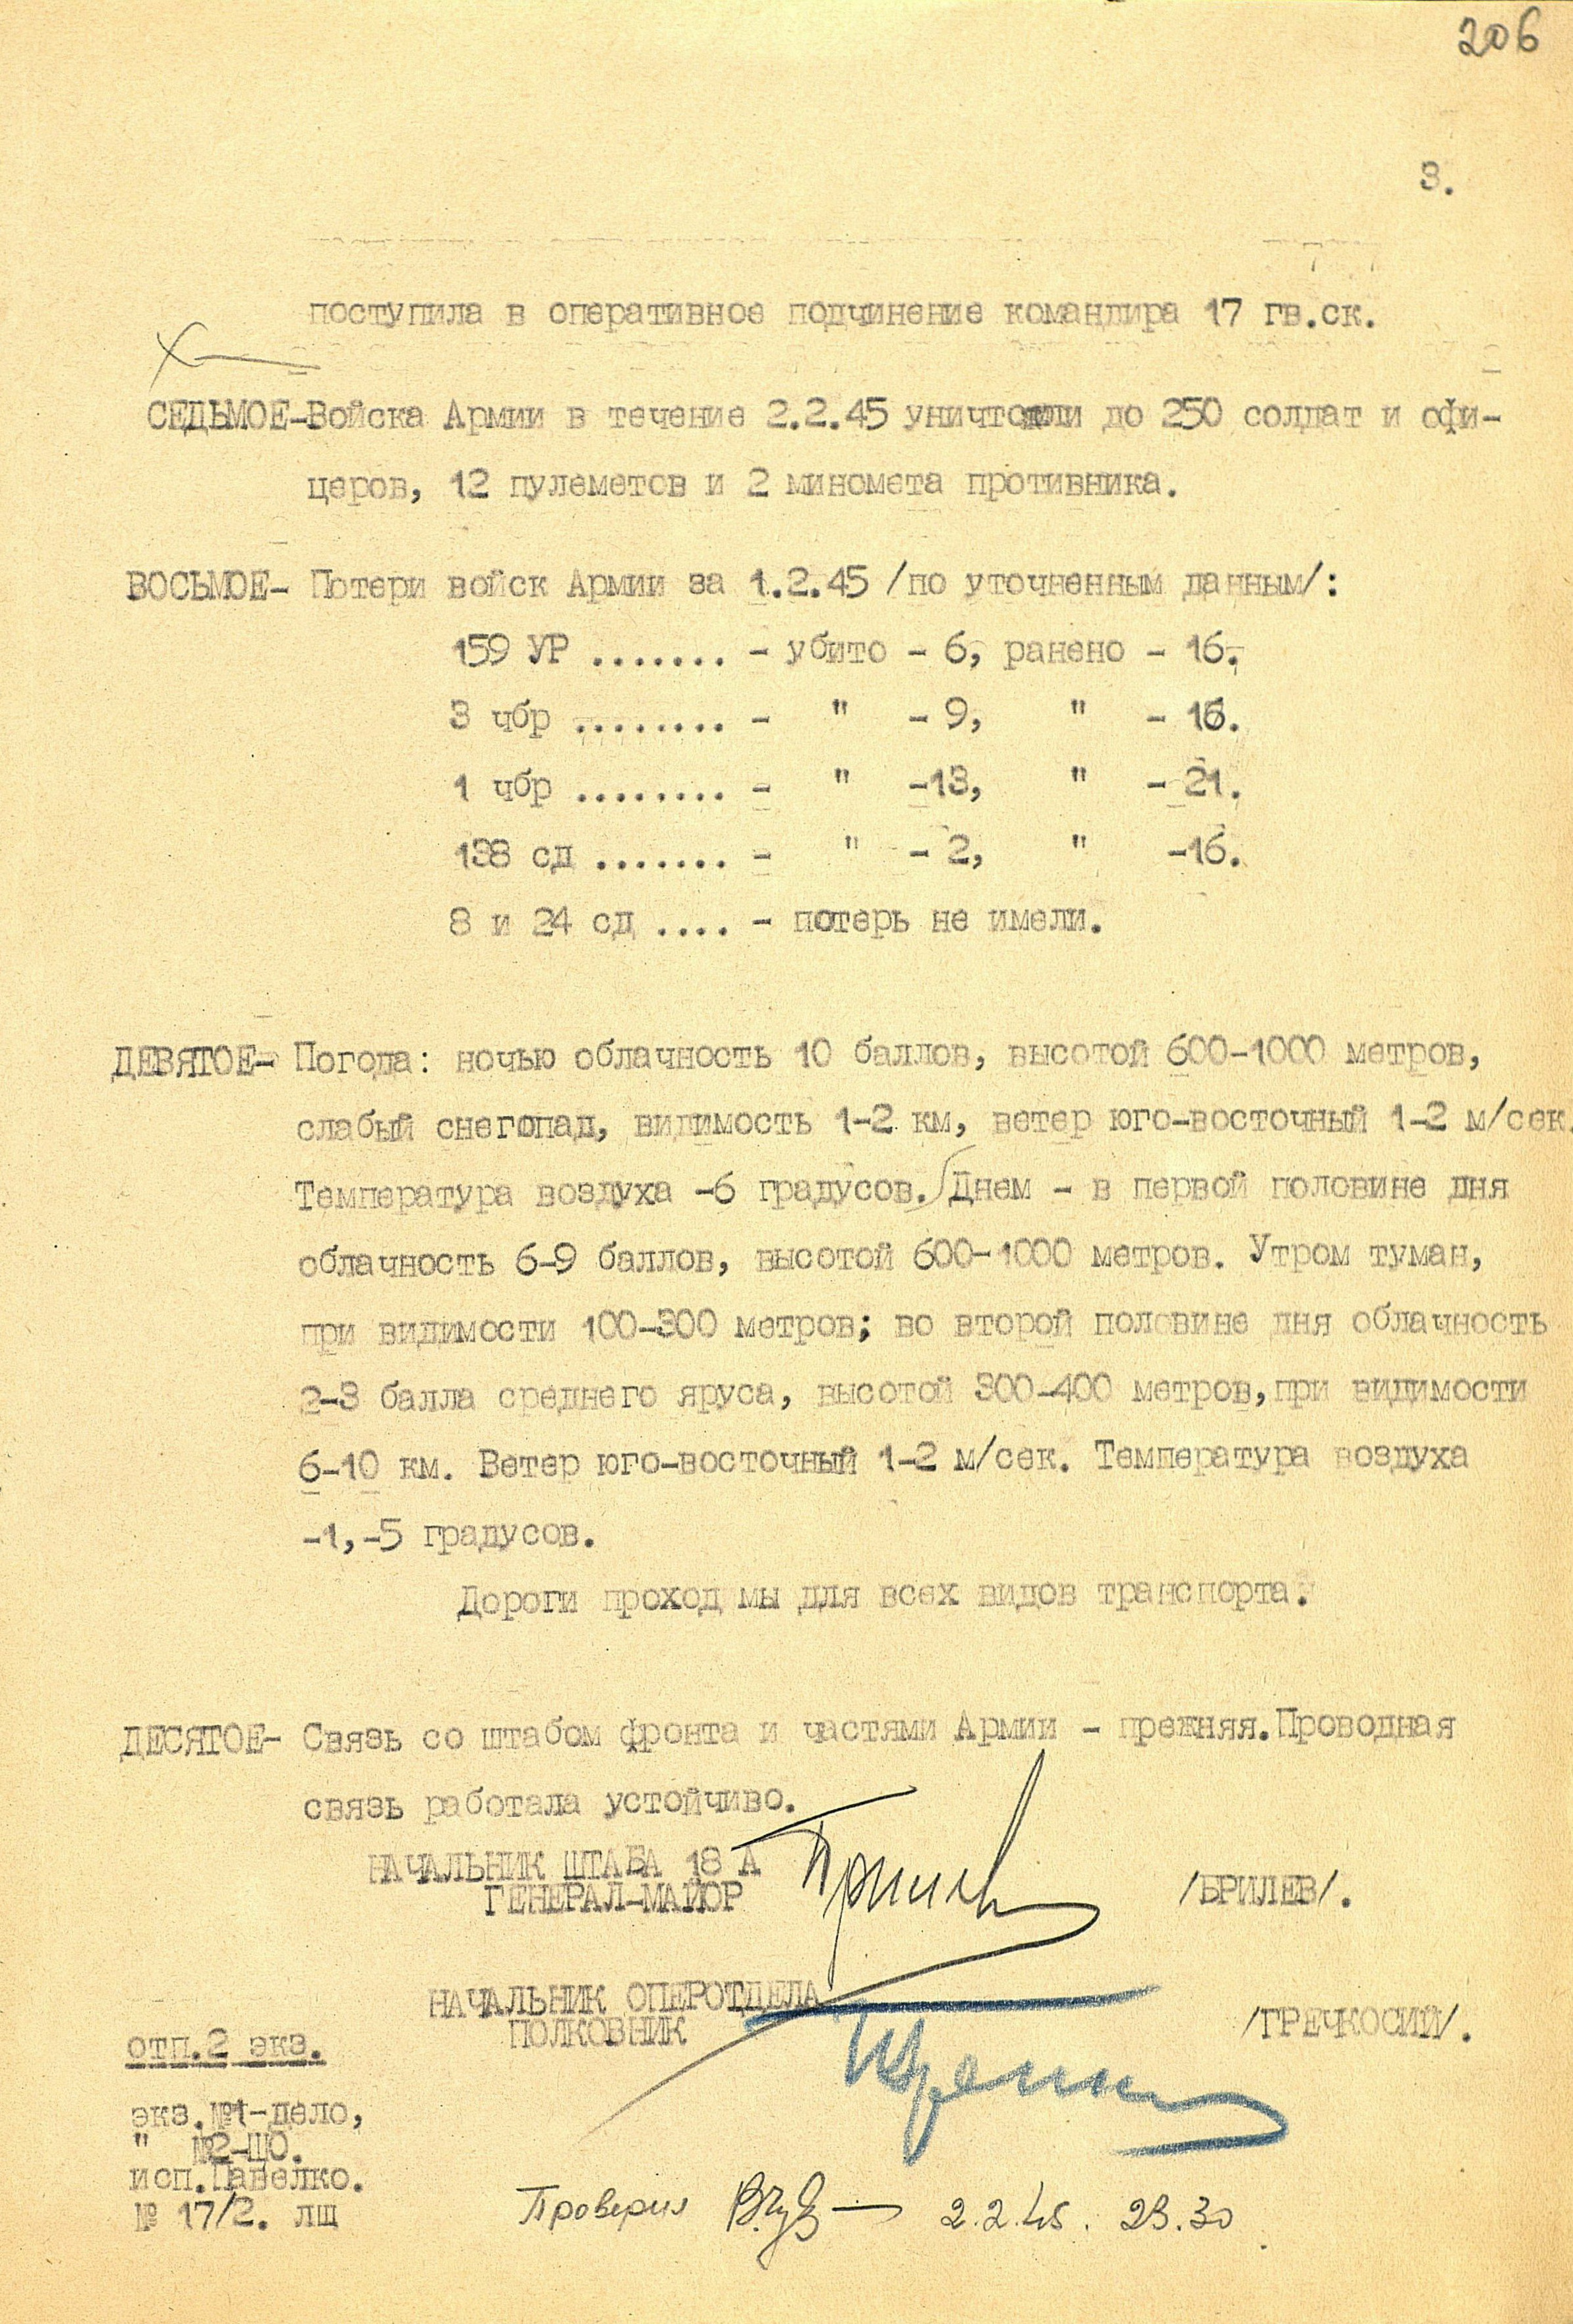 206
3.
поступила в оперативное подчинение командира 17 гв.ск.
СЕДЬМОЕ-Войска Армии в течение 2.2.45 уничтожили до 250 солдат и офи-
церов, 12 пулеметов и 2 миномета противника.
ВОСЬМОЕ- Потери войск Армии за 1.2.45 /по уточненным данным/:
159 УР ....... - убито - 6, ранено - 16.
3 чбр ........ - " - 9, " - 16.
1 чбр ........ - " -13, " - 21.
138 сд ....... - " - 2, " -16.
8 и 24 сд .... - потерь не имели.
ДЕВЯТОЕ- Погода: ночью облачность 10 баллов, высотой 600-1000 метров,
слабый снегопад, видимость 1-2 км, ветер юго-восточный 1-2 м/сек.
Температура воздуха -6 градусов. Днем - в первой половине дня
облачность 6-9 баллов, высотой 600-1000 метров. Утром туман,
при видимости 100-300 метров; во второй половине дня облачность
2-3 балла среднего яруса, высотой 300-400 метров, при видимости
6-10 км. Ветер юго-восточный 1-2 м/сек. Температура воздуха
-1,-5 градусов.
Дороги проход мы для всех видов транспорта.
ДЕСЯТОЕ- Связь со штабом фронта и частями Армии - прежняя. Проводная
связь работала устойчиво.
НАЧАЛЬНИК ШТАБА 18 А
ГЕНЕРАЛ-МАЙОР /БРИЛЕВ/.
НАЧАЛЬНИК ОПЕРОТДЕЛА
ПОЛКОВНИК /ГРЕЧКОСИЙ/.
отп.2 экз.
экз.№1-дело,
" №2-ШО.
исп.Павелко.
№ 17/2. лш
Проверил 2.2.45. 23.30